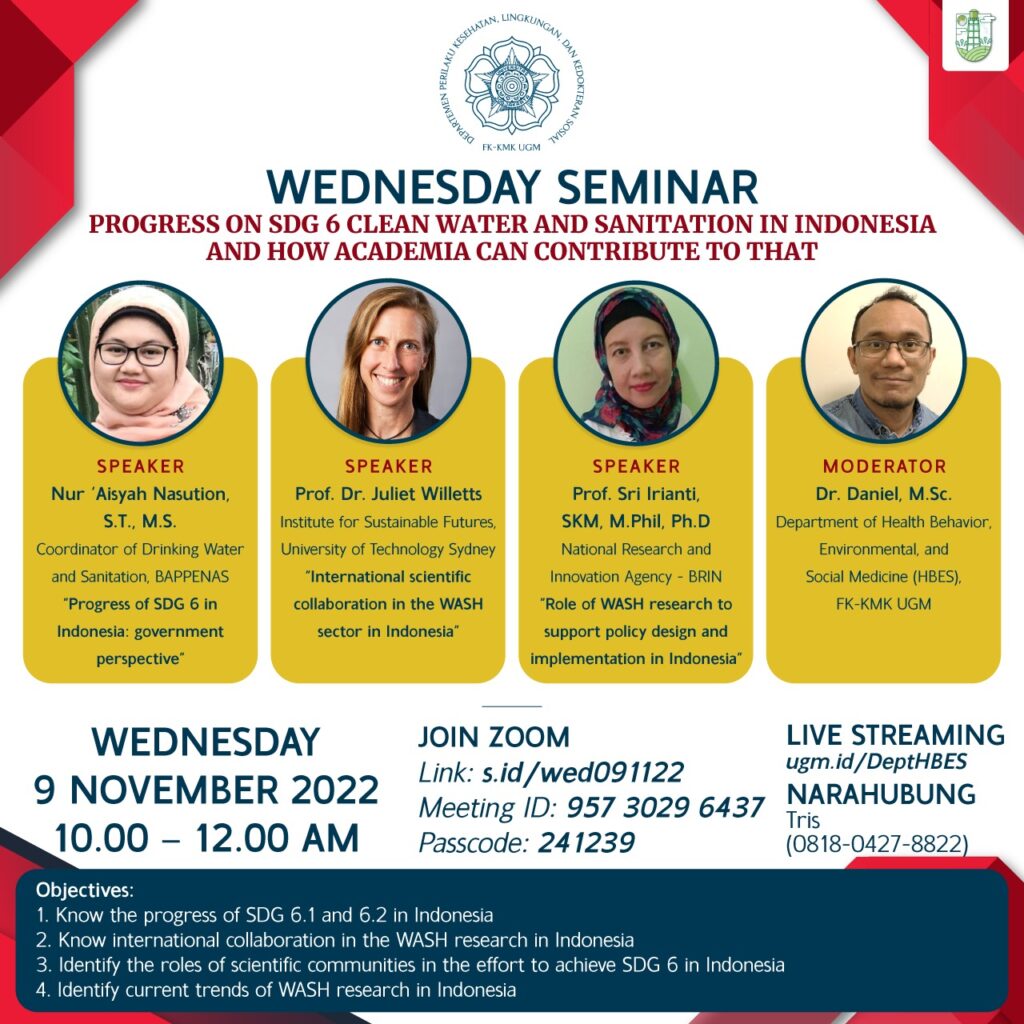 DEPARTEMEN PERILAKU KESEHATAN, LINGKUNGAN, DAN KEDOKTERAN SOSIAL
FK-KMK UGM
WEDNESDAY SEMINAR
PROGRESS ON SDG 6 CLEAN WATER AND SANITATION IN INDONESIA
AND HOW ACADEMIA CAN CONTRIBUTE TO THAT
SPEAKER
Nur 'Aisyah Nasution,
S.T., M.S.
Coordinator of Drinking Water
and Sanitation, BAPPENAS
"Progress of SDG 6 in
Indonesia: government
perspective"
SPEAKER
Prof. Dr. Juliet Willetts
Institute for Sustainable Futures,
University of Technology Sydney
"International scientific
collaboration in the WASH
sector in Indonesia"
SPEAKER
Prof. Sri Irianti,
SKM, M.Phil, Ph.D
National Research and
Innovation Agency - BRIN
"Role of WASH research to
support policy design and
implementation in Indonesia"
MODERATOR
Dr. Daniel, M.Sc.
Department of Health Behavior,
Environmental, and
Social Medicine (HBES),
FK-KMK UGM
WEDNESDAY
9 NOVEMBER 2022
10.00 – 12.00 AM
JOIN ZOOM
Link: s.id/wed091122
Meeting ID: 957 3029 6437
Passcode: 241239
LIVE STREAMING
ugm.id/DeptHBES
NARAHUBUNG
Tris
(0818-0427-8822)
Objectives:
1. Know the progress of SDG 6.1 and 6.2 in Indonesia
2. Know international collaboration in the WASH research in Indonesia
3. Identify the roles of scientific communities in the effort to achieve SDG 6 in Indonesia
4. Identify current trends of WASH research in Indonesia